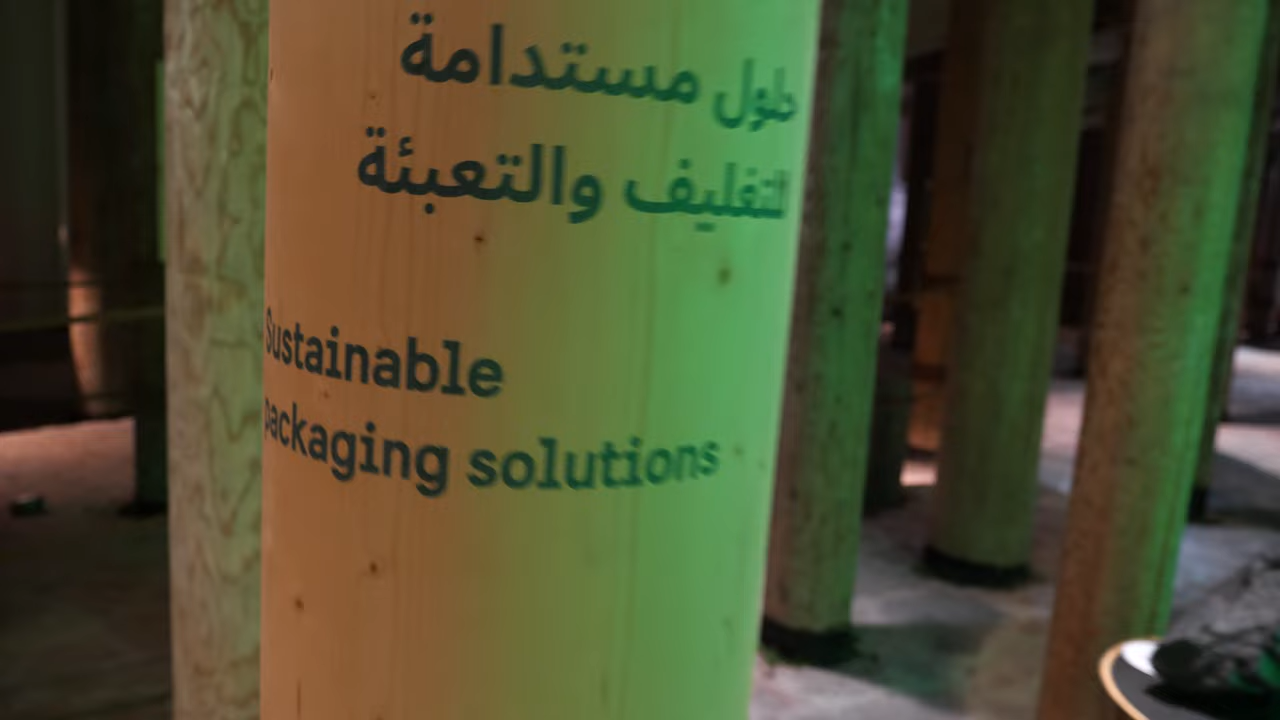 حلول مستدامة
للتغليف والتعبئة
Sustainable
packaging solutions